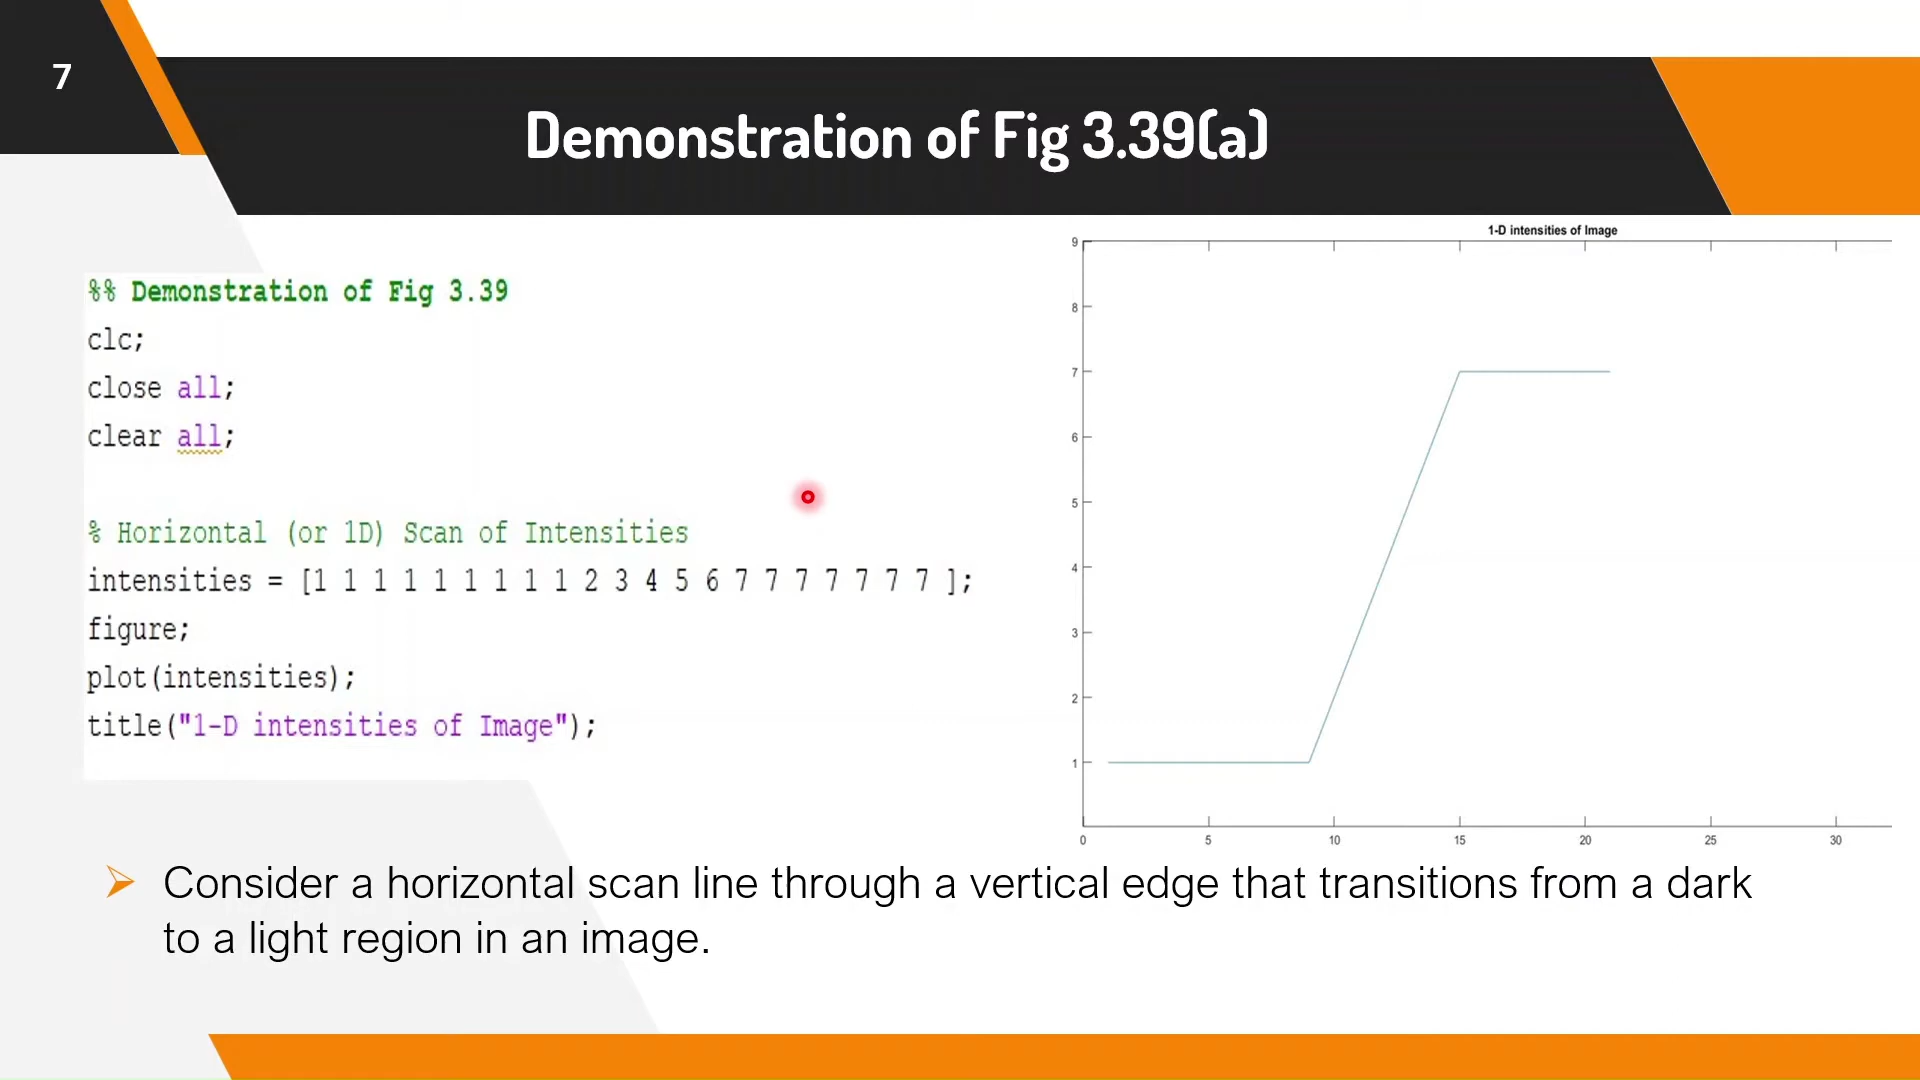 7
Demonstration of Fig 3.39(a)
%% Demonstration of Fig 3.39
clc;
close all;
clear all;
% Horizontal (or 1D) Scan of Intensities
intensities = [1 1 1 1 1 1 1 1 1 2 3 4 5 6 7 7 7 7 7 7 7 ];
figure;
plot(intensities);
title("1-D intensities of Image");
1-D intensities of Image
9
8
7
6
5
4
3
2
1
0 5 10 15 20 25 30
Consider a horizontal scan line through a vertical edge that transitions from a dark
to a light region in an image.